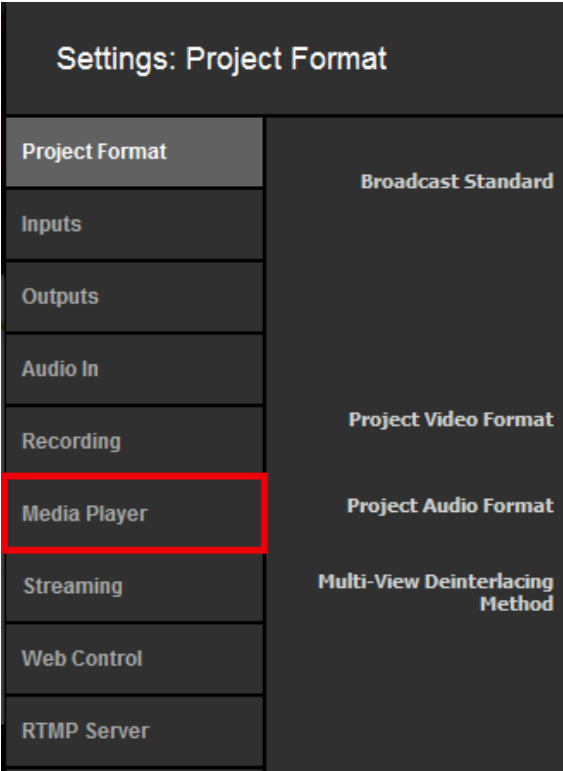 Settings: Project Format
Project Format
Inputs
Outputs
Audio In
Recording
Media Player
Streaming
Web Control
RTMP Server
Broadcast Standard
Project Video Format
Project Audio Format
Multi-View Deinterlacing
Method